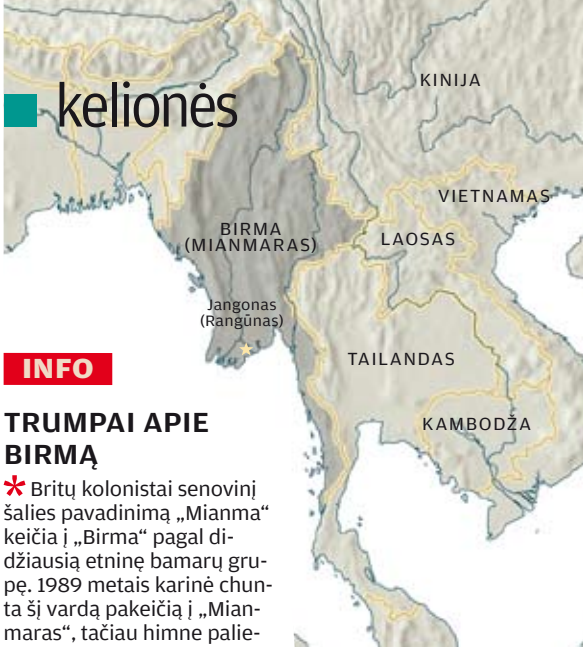 kelionės
KINIJA
VIETNAMAS
BIRMA
(MIANMARAS)
LAOSAS
Jangonas
(Rangūnas)
TAILANDAS
KAMBODŽA
INFO
TRUMPAI APIE
BIRMĄ
* Britų kolonistai senovinį
šalies pavadinimą „Mianma“
keičia į „Birma“ pagal di-
džiausią etninę bamarų gru-
pę. 1989 metais karinė chun-
ta šį vardą pakeičią į „Mian-
maras“, tačiau himne palie-